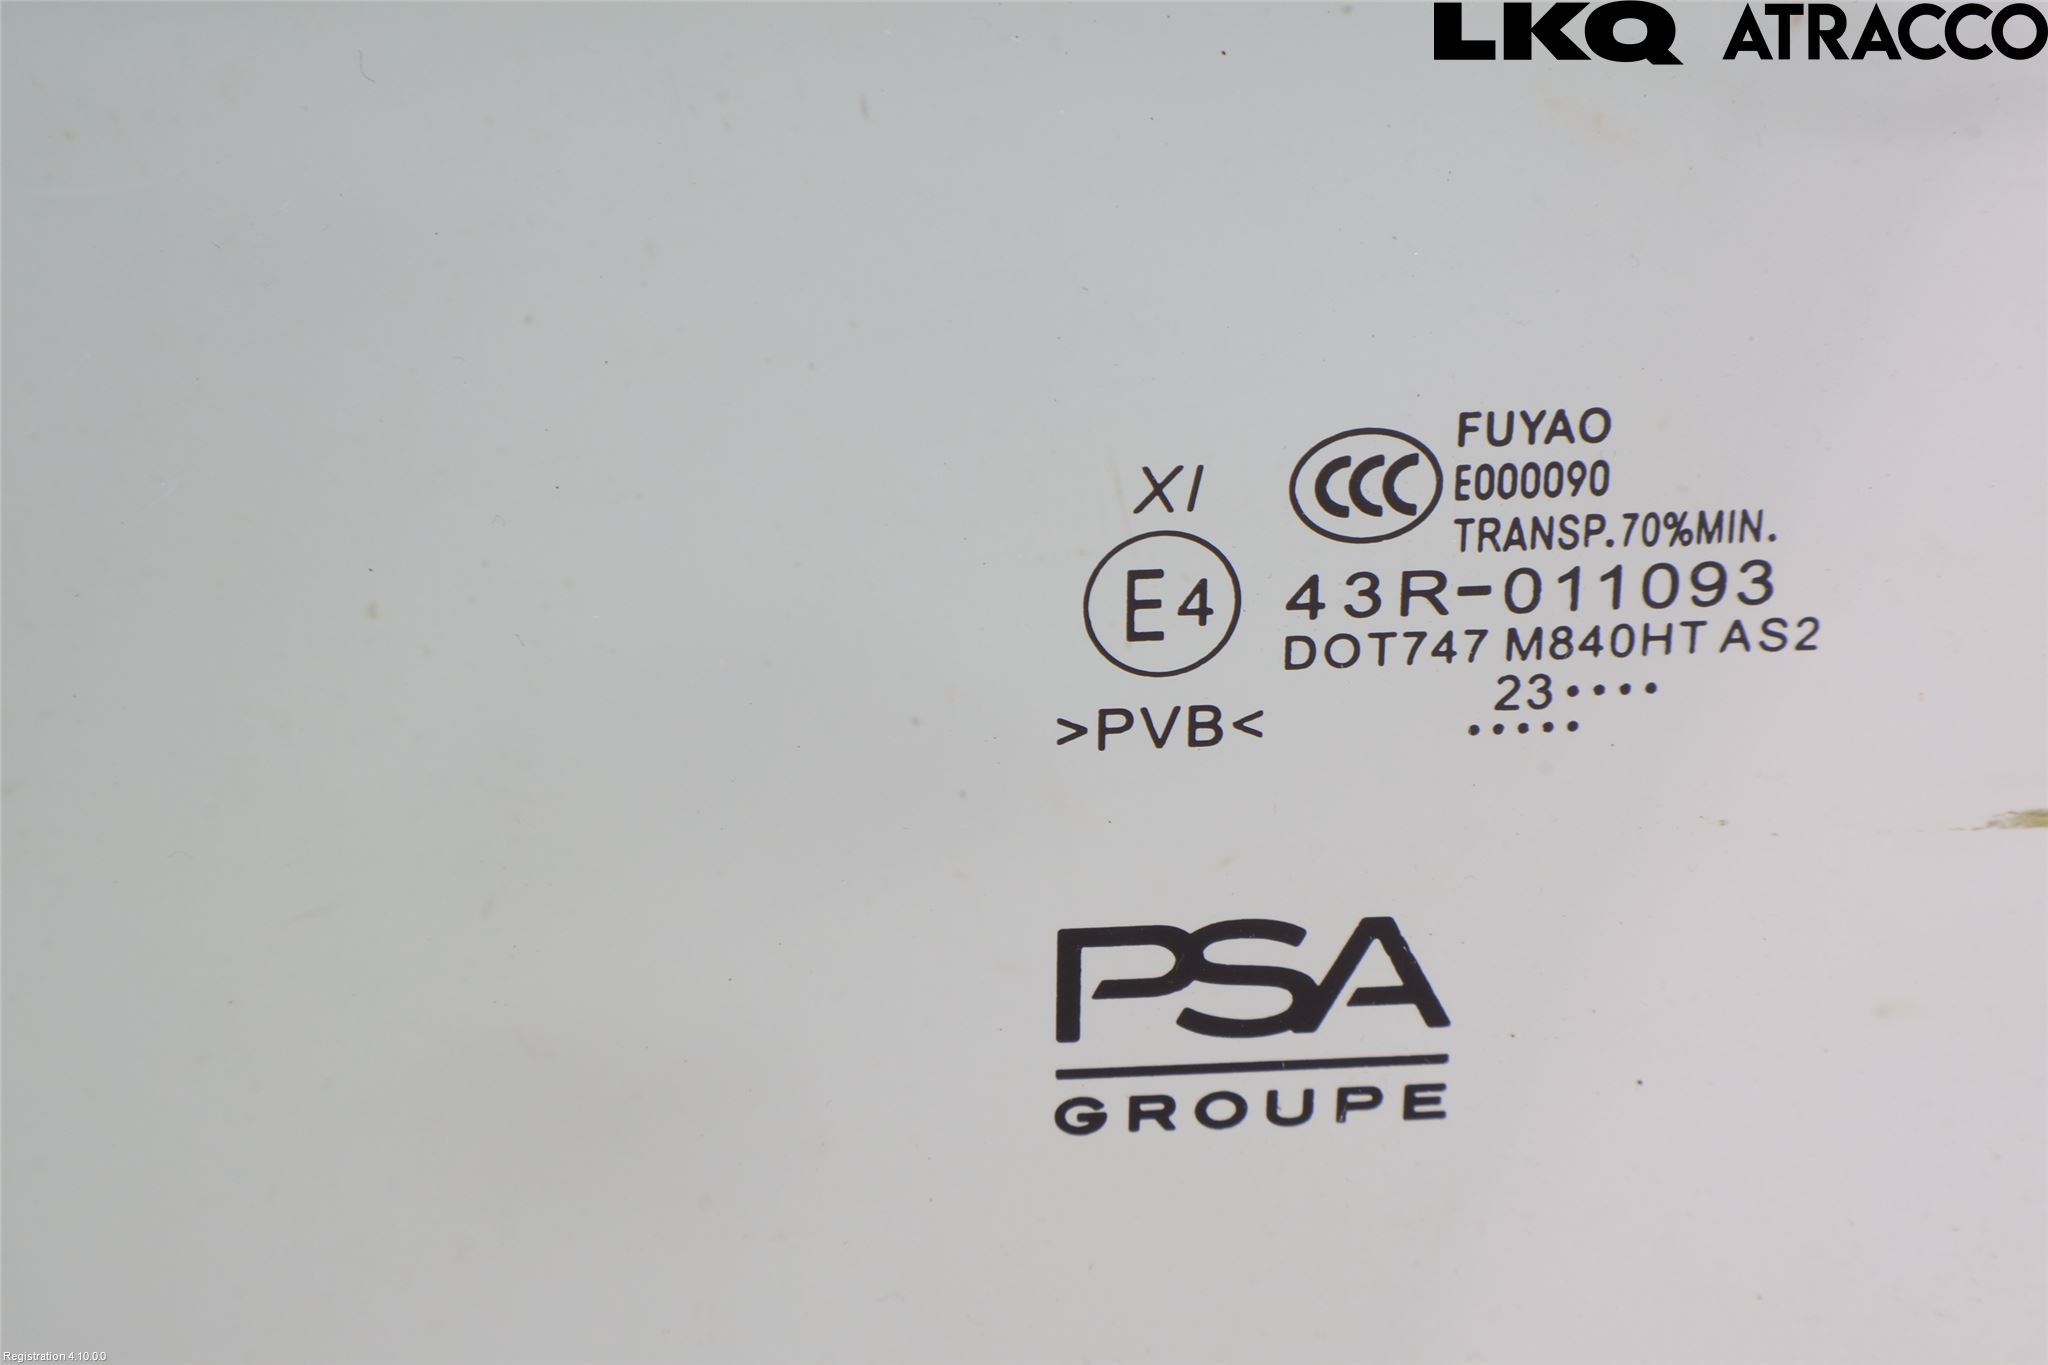 LKQ ATRACCO
FUYAO
CCC
E000090
XI
TRANSP.70%MIN.
E4
43R-011093
DOT747 M840HT AS2
23••••
•••••
>PVB<
PSA
GROUPE
Registration 4.10.0.0